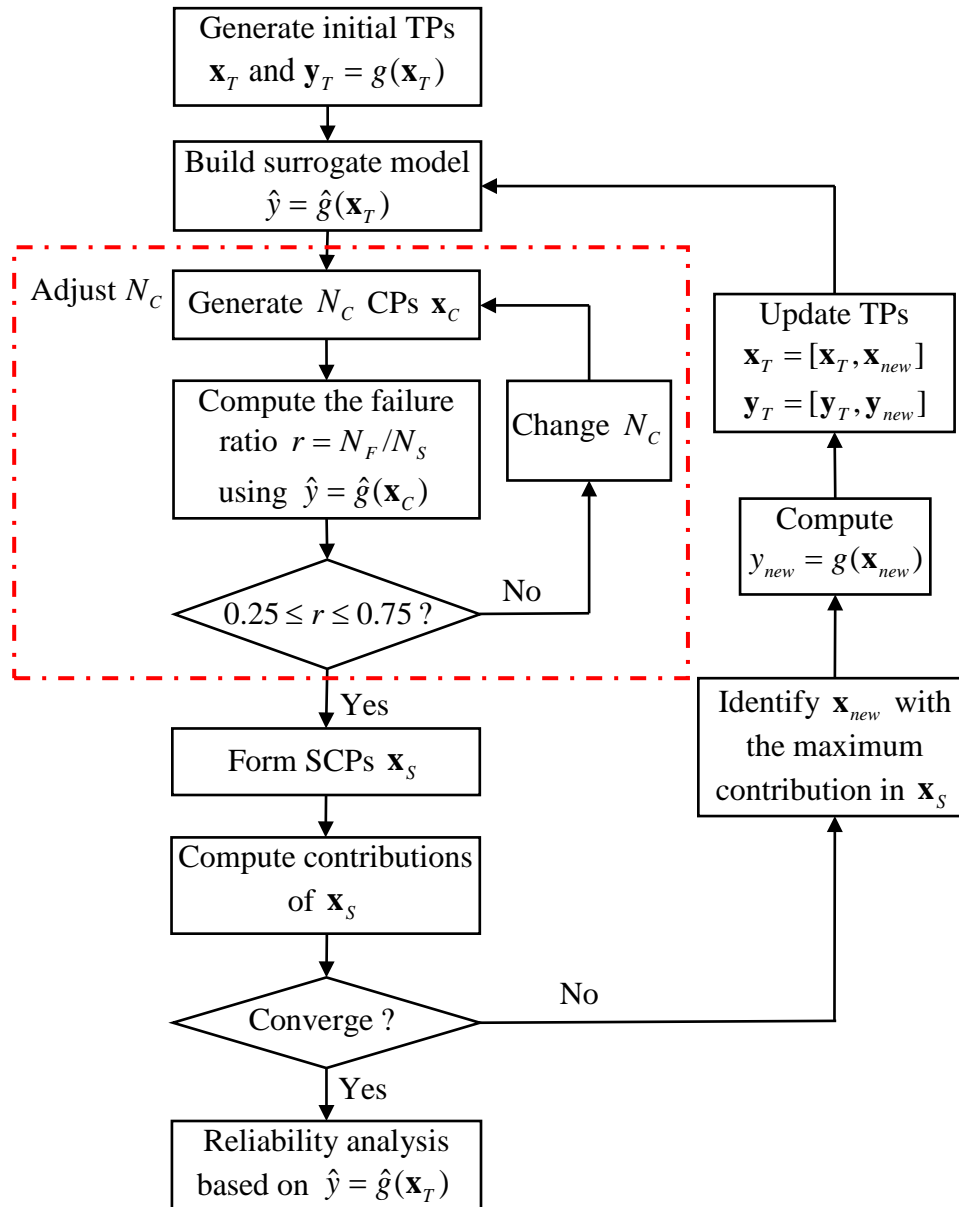 Generate initial TPs
𝐱_T and 𝐲_T = g(𝐱_T)
Build surrogate model
ŷ = ĝ(𝐱_T)
Adjust N_C
Generate N_C CPs 𝐱_C
Compute the failure
ratio r = N_F/N_S
using ŷ = ĝ(𝐱_C)
Change N_C
0.25 ≤ r ≤ 0.75 ?
No
Yes
Form SCPs 𝐱_S
Compute contributions
of 𝐱_S
Converge ?
No
Yes
Reliability analysis
based on ŷ = ĝ(𝐱_T)
Identify 𝐱_new with
the maximum
contribution in 𝐱_S
Compute
y_new = g(𝐱_new)
Update TPs
𝐱_T = [𝐱_T, 𝐱_new]
𝐲_T = [𝐲_T, 𝐲_new]